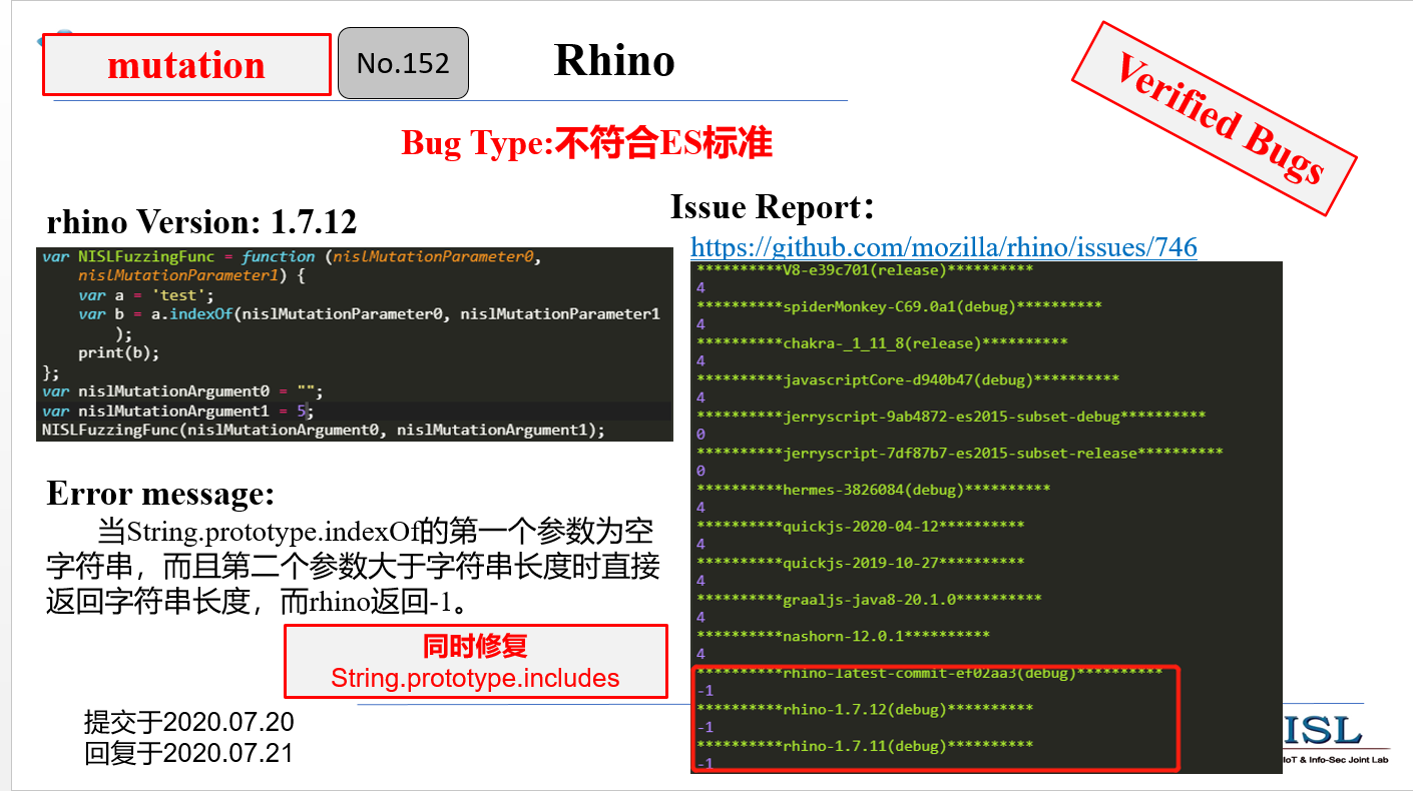 mutation
No.152
Rhino
Verified Bugs
Bug Type:不符合ES标准
rhino Version: 1.7.12
var NISLFuzzingFunc = function (nislMutationParameter0,
nislMutationParameter1) {
var a = 'test';
var b = a.indexOf(nislMutationParameter0, nislMutationParameter1
);
print(b);
};
var nislMutationArgument0 = "";
var nislMutationArgument1 = 5;
NISLFuzzingFunc(nislMutationArgument0, nislMutationArgument1);
Error message:
当String.prototype.indexOf的第一个参数为空
字符串，而且第二个参数大于字符串长度时直接
返回字符串长度，而rhino返回-1。
同时修复
String.prototype.includes
提交于2020.07.20
回复于2020.07.21
Issue Report：
https://github.com/mozilla/rhino/issues/746
**********V8-e39c701(release)**********
4
**********spiderMonkey-C69.0a1(debug)**********
4
**********chakra-_1_11_8(release)**********
4
**********javascriptCore-d940b47(debug)**********
4
**********jerryscript-9ab4872-es2015-subset-debug**********
0
**********jerryscript-7df87b7-es2015-subset-release**********
0
**********hermes-3826084(debug)**********
4
**********quickjs-2020-04-12**********
4
**********quickjs-2019-10-27**********
4
**********graaljs-java8-20.1.0**********
4
**********nashorn-12.0.1**********
4
**********rhino-latest-commit-ef02aa3(debug)**********
-1
**********rhino-1.7.12(debug)**********
-1
**********rhino-1.7.11(debug)**********
-1
ISL
IoT & Info-Sec Joint Lab